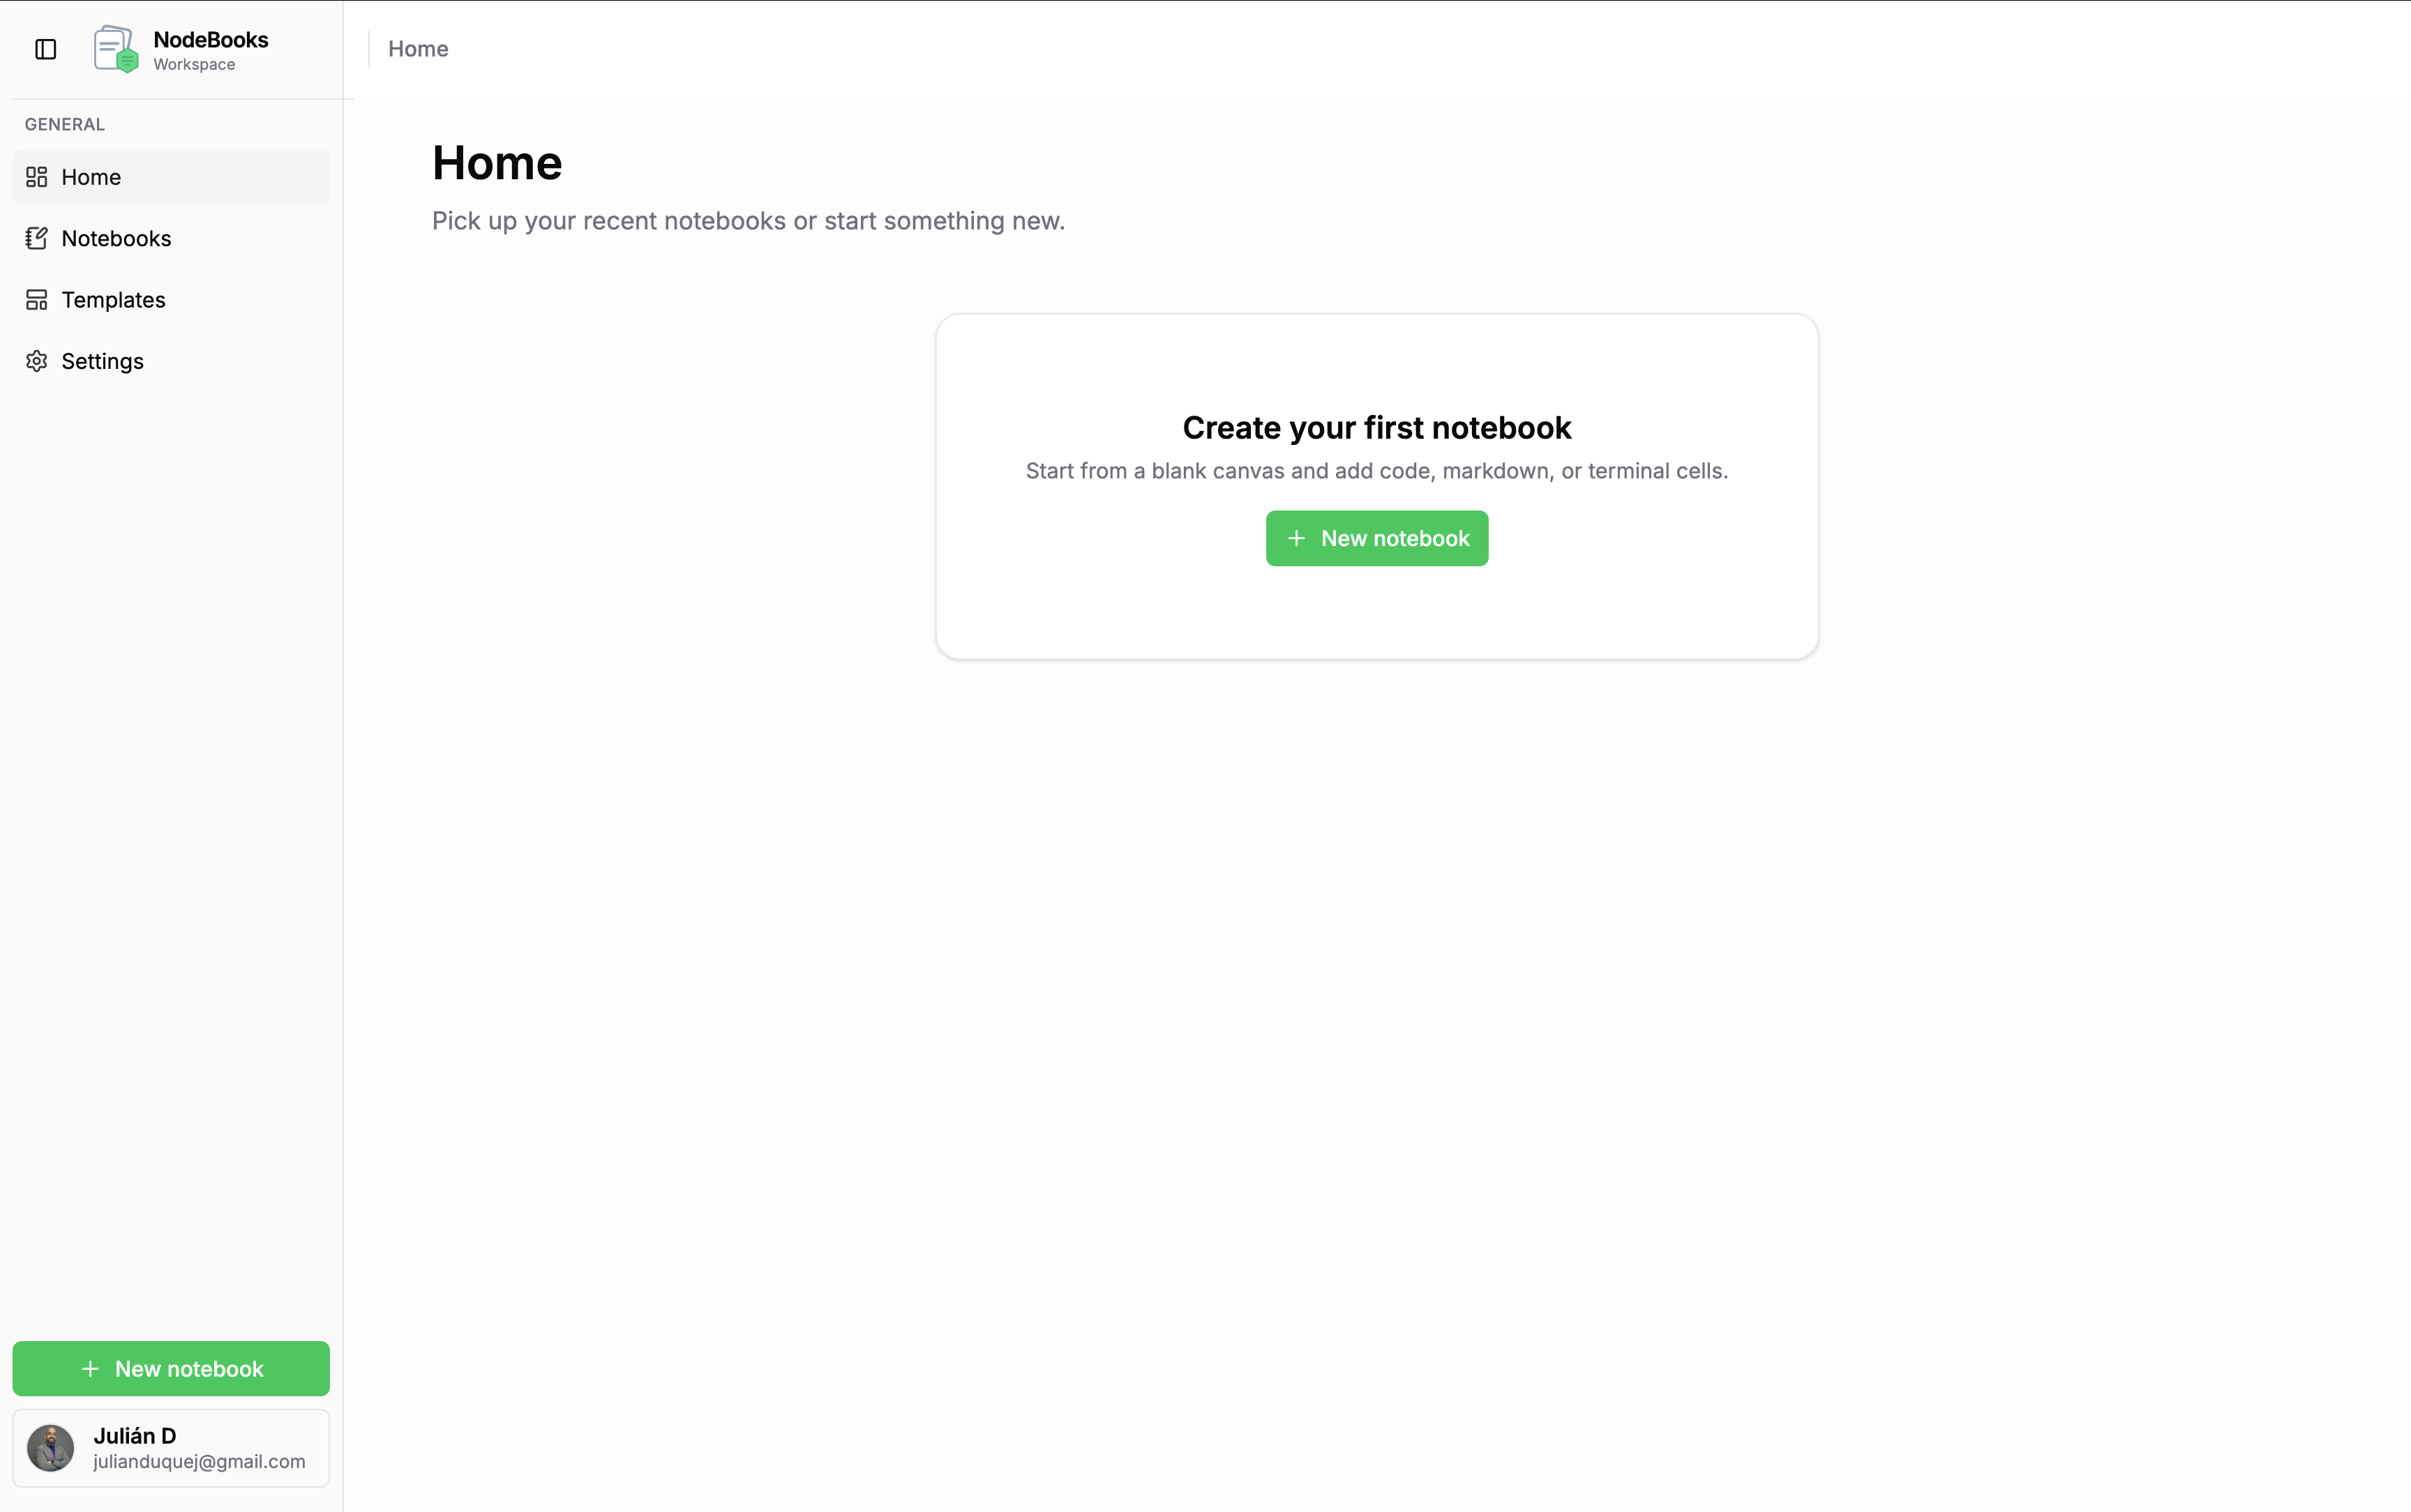 NodeBooks
Workspace
Home
GENERAL
Home
Notebooks
Templates
Settings
Home
Pick up your recent notebooks or start something new.
Create your first notebook
Start from a blank canvas and add code, markdown, or terminal cells.
New notebook
New notebook
Julián D
julianduquej@gmail.com